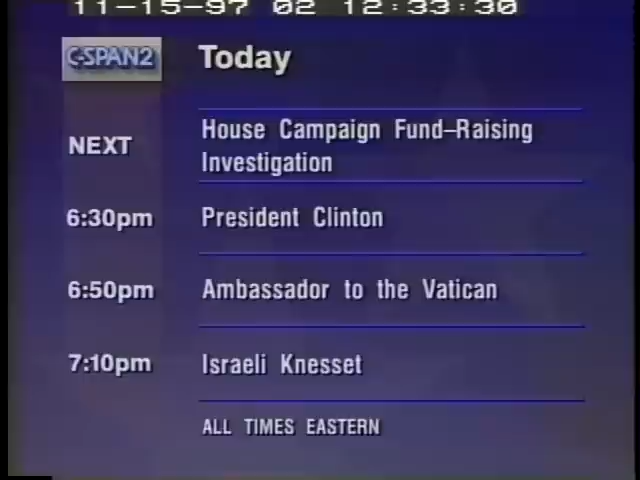 11-15-97 02 12:33:30
C-SPAN2 Today
NEXT House Campaign Fund–Raising
Investigation
6:30pm President Clinton
6:50pm Ambassador to the Vatican
7:10pm Israeli Knesset
ALL TIMES EASTERN